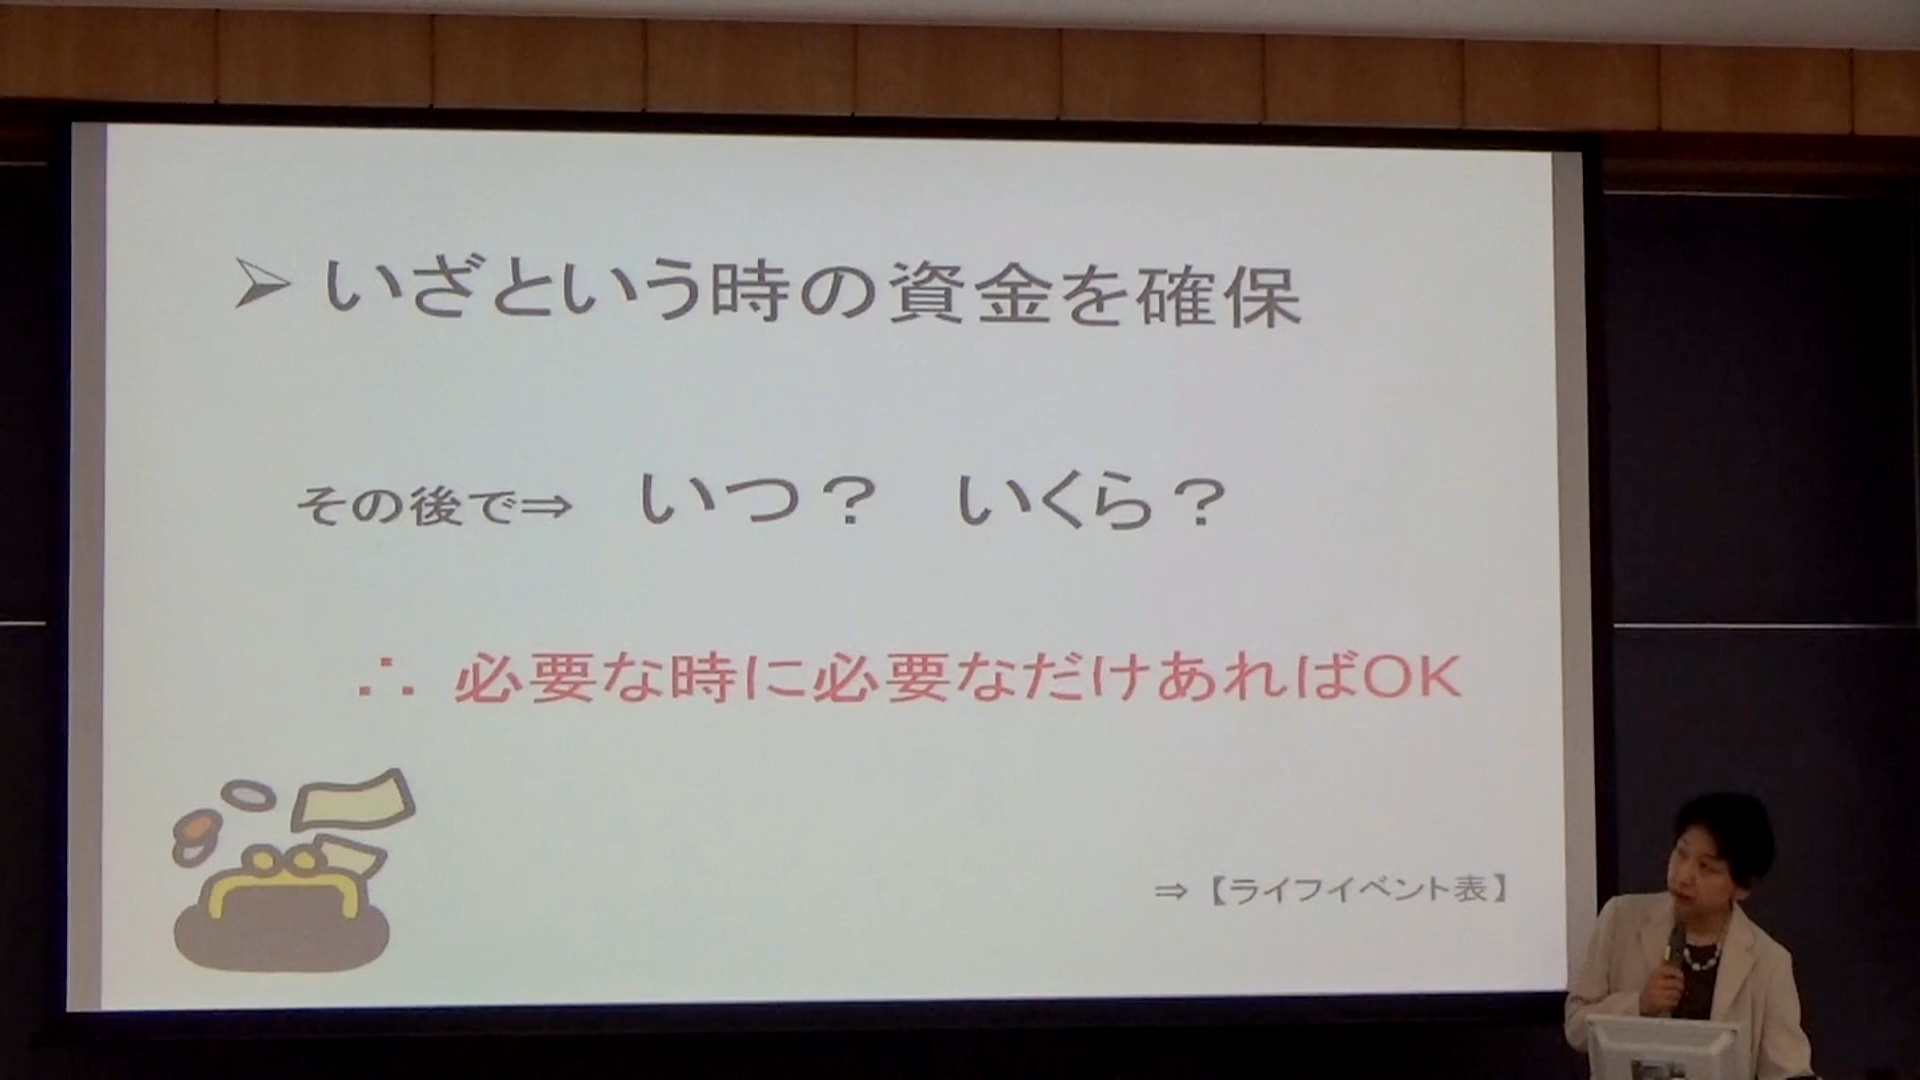 ➢ いざという時の資金を確保
その後で⇒　いつ？　いくら？
∴ 必要な時に必要なだけあればOK
⇒【ライフイベント表】